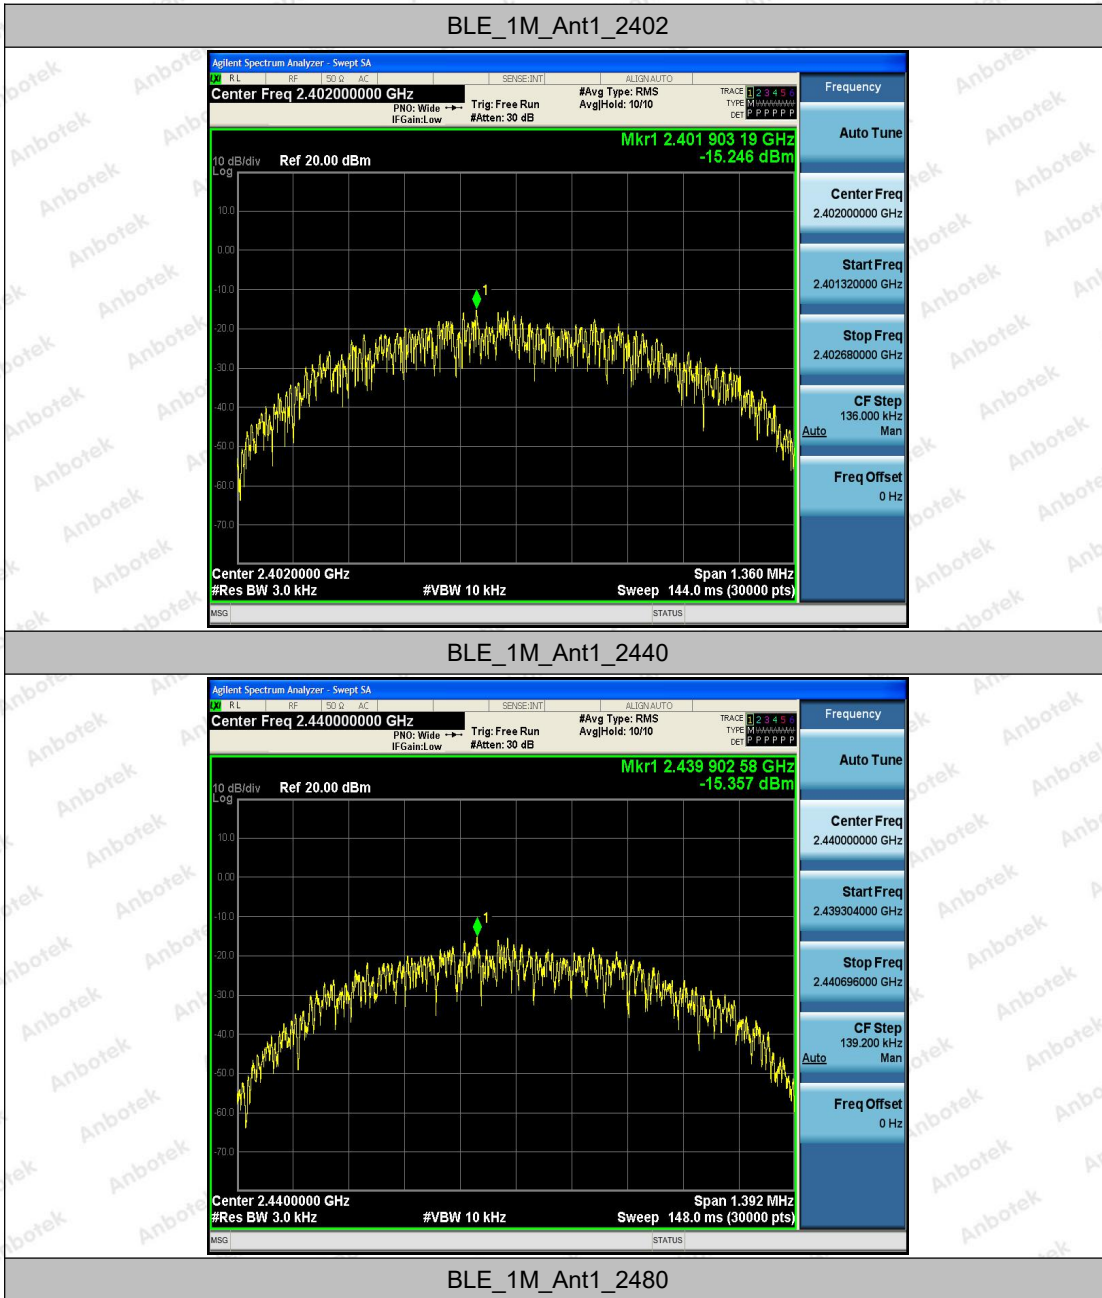 BLE_1M_Ant1_2402
Agilent Spectrum Analyzer - Swept SA
LXI RL RF 50 Ω AC SENSE:INT ALIGNAUTO
Center Freq 2.402000000 GHz
PNO: Wide
IFGain:Low
Trig: Free Run
#Atten: 30 dB
#Avg Type: RMS
Avg|Hold: 10/10
TRACE 1 2 3 4 5 6
TYPE M
DET P P P P P P
Mkr1 2.401 903 19 GHz
-15.246 dBm
10 dB/div Ref 20.00 dBm
Log
10.0
0.00
-10.0
-20.0
-30.0
-40.0
-50.0
-60.0
-70.0
1
Center 2.4020000 GHz Span 1.360 MHz
#Res BW 3.0 kHz #VBW 10 kHz Sweep 144.0 ms (30000 pts)
MSG STATUS
Frequency
Auto Tune
Center Freq
2.402000000 GHz
Start Freq
2.401320000 GHz
Stop Freq
2.402680000 GHz
CF Step
136.000 kHz
Auto Man
Freq Offset
0 Hz
BLE_1M_Ant1_2440
Agilent Spectrum Analyzer - Swept SA
LXI RL RF 50 Ω AC SENSE:INT ALIGNAUTO
Center Freq 2.440000000 GHz
PNO: Wide
IFGain:Low
Trig: Free Run
#Atten: 30 dB
#Avg Type: RMS
Avg|Hold: 10/10
TRACE 1 2 3 4 5 6
TYPE M
DET P P P P P P
Mkr1 2.439 902 58 GHz
-15.357 dBm
10 dB/div Ref 20.00 dBm
Log
10.0
0.00
-10.0
-20.0
-30.0
-40.0
-50.0
-60.0
-70.0
1
Center 2.4400000 GHz Span 1.392 MHz
#Res BW 3.0 kHz #VBW 10 kHz Sweep 148.0 ms (30000 pts)
MSG STATUS
Frequency
Auto Tune
Center Freq
2.440000000 GHz
Start Freq
2.439304000 GHz
Stop Freq
2.440696000 GHz
CF Step
139.200 kHz
Auto Man
Freq Offset
0 Hz
BLE_1M_Ant1_2480